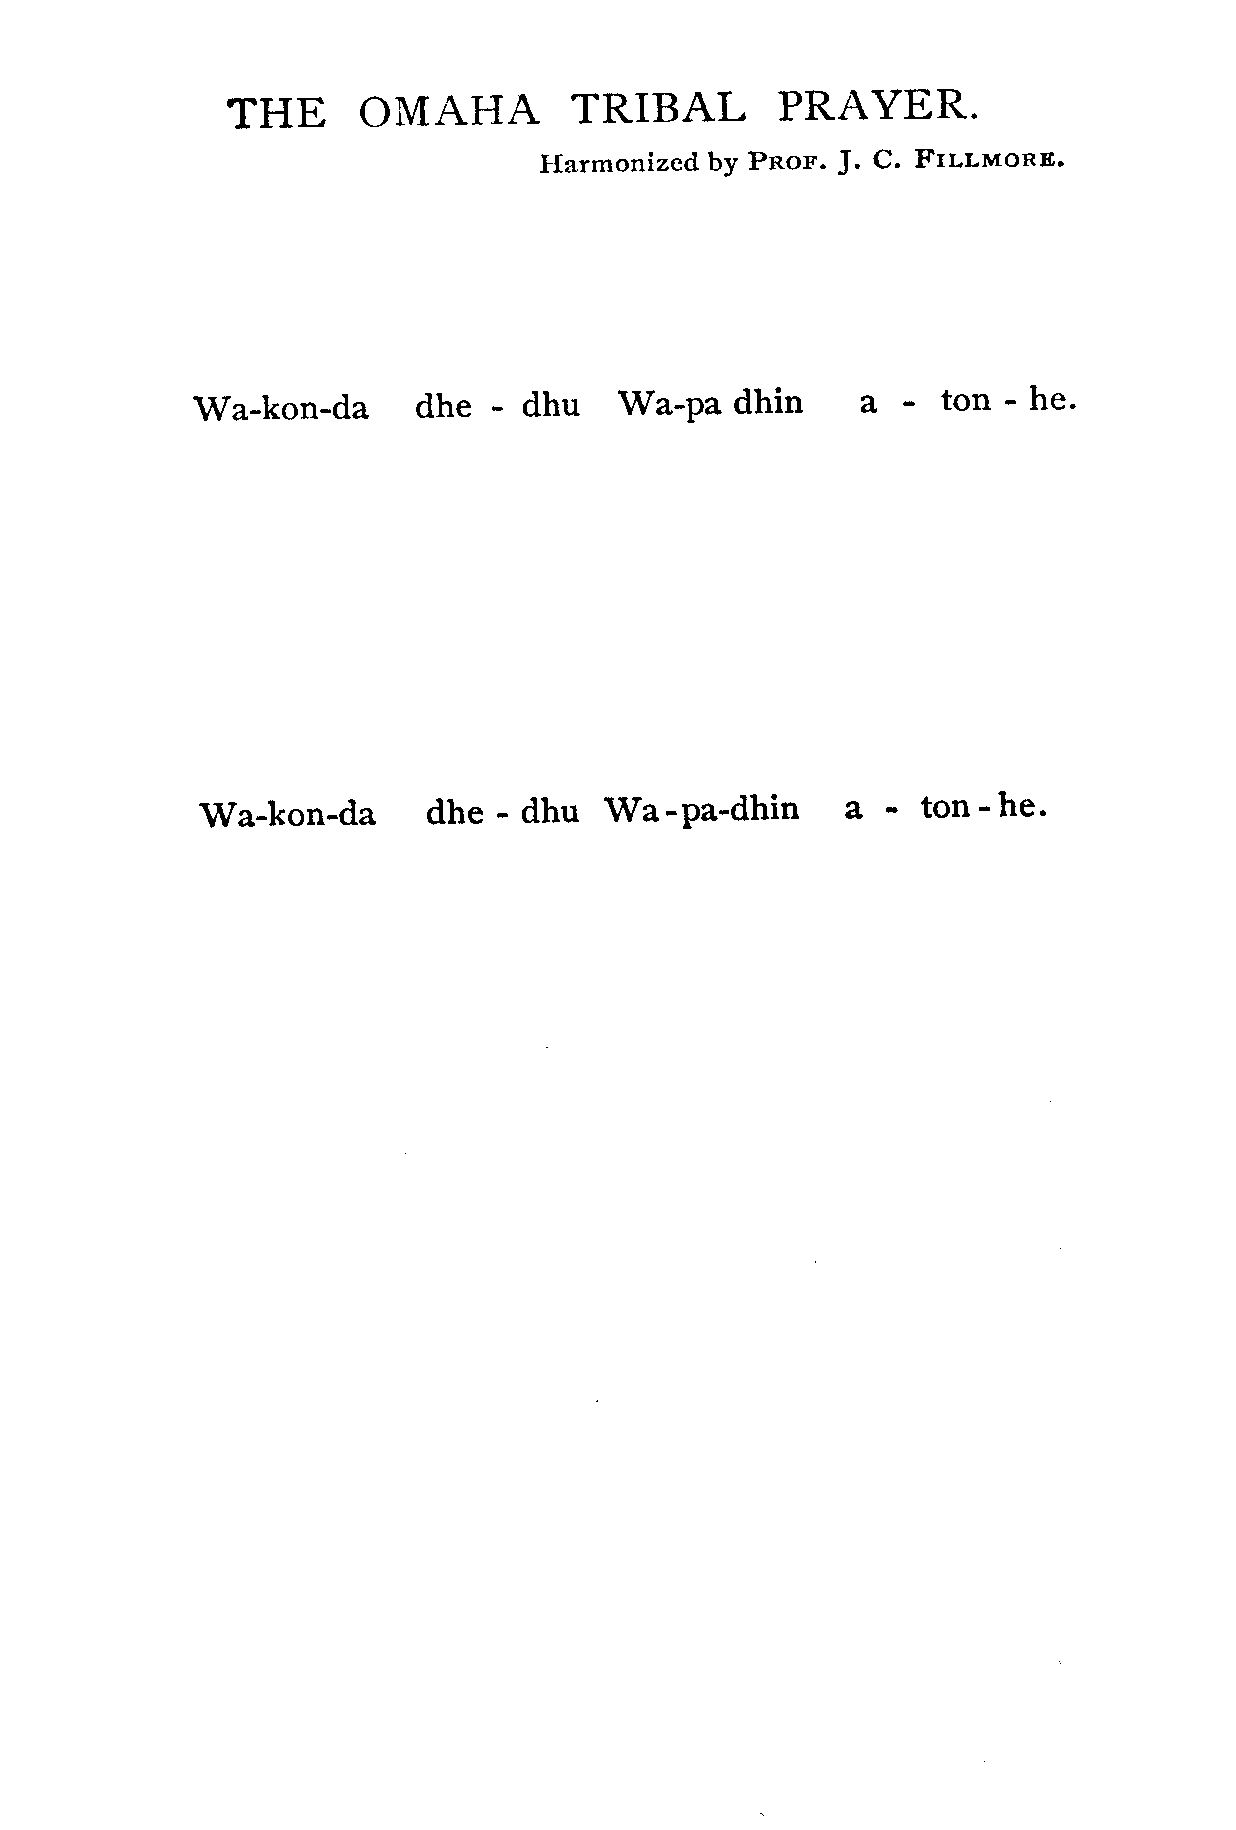 THE OMAHA TRIBAL PRAYER.
Harmonized by PROF. J. C. FILLMORE.
Wa-kon-da dhe - dhu Wa-pa dhin a - ton - he.
Wa-kon-da dhe - dhu Wa-pa-dhin a - ton - he.